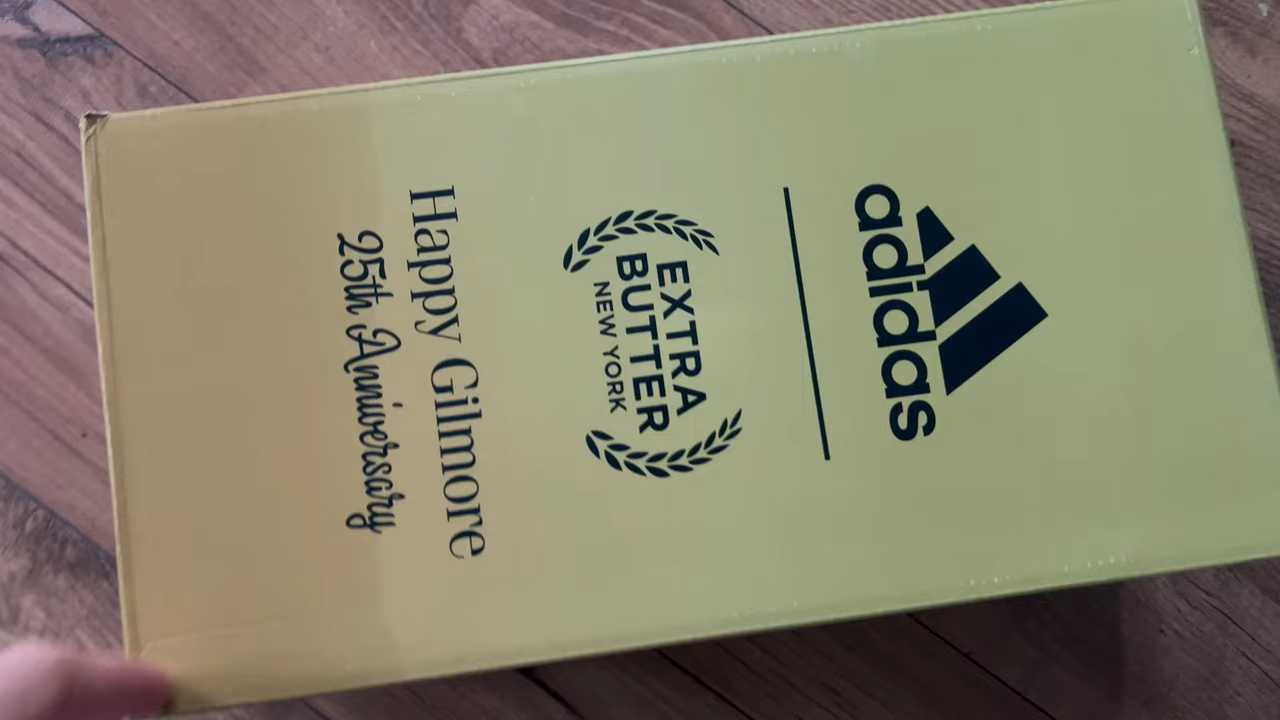 adidas
EXTRA
BUTTER
NEW YORK
Happy Gilmore
25th Anniversary